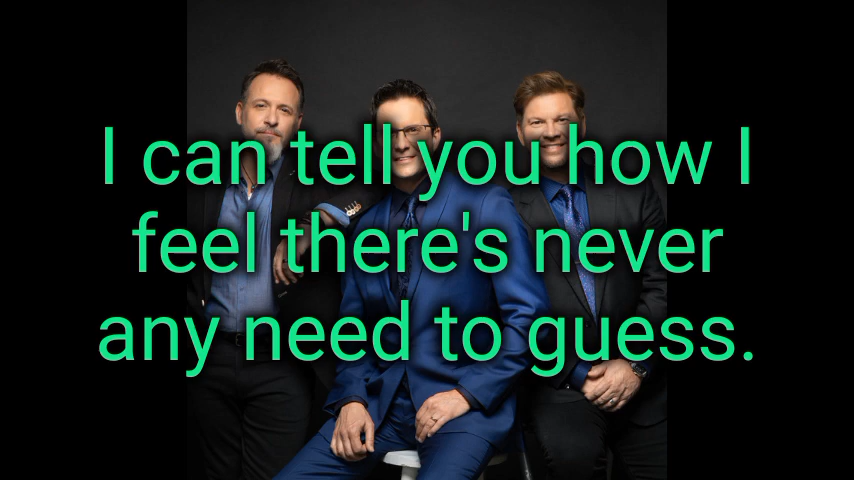 I can tell you how I
feel there's never
any need to guess.